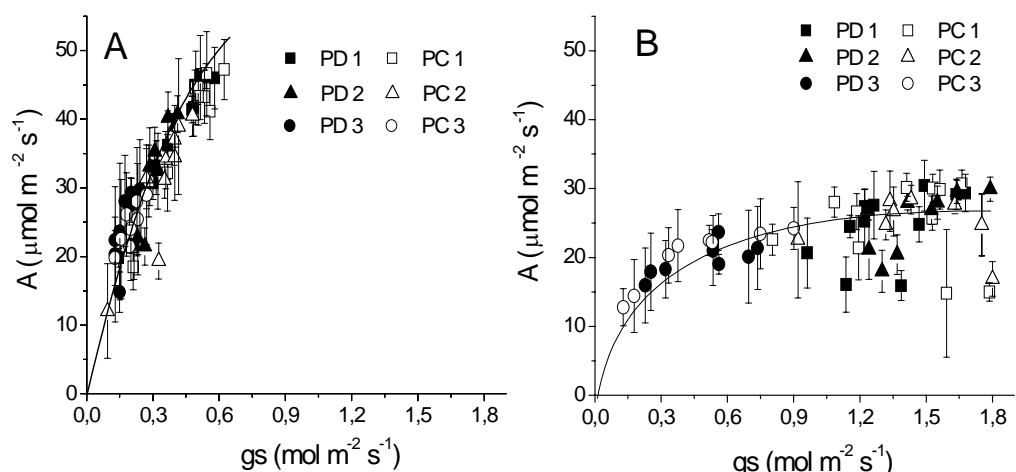 A
PD 1 PC 1
PD 2 PC 2
PD 3 PC 3
A (μmol m⁻² s⁻¹)
50
40
30
20
10
0
0,0 0,3 0,6 0,9 1,2 1,5 1,8
gs (mol m⁻² s⁻¹)
B
PD 1 PC 1
PD 2 PC 2
PD 3 PC 3
A (μmol m⁻² s⁻¹)
50
40
30
20
10
0
0,0 0,3 0,6 0,9 1,2 1,5 1,8
gs (mol m⁻² s⁻¹)